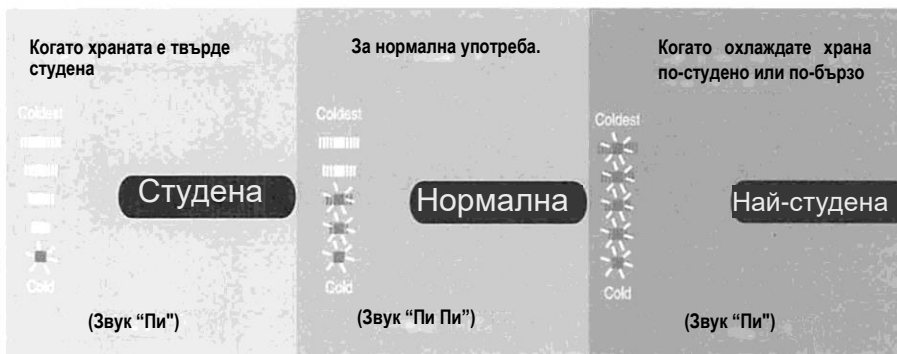 Когато храната е твърде
студена
Coldest
Студена
Cold
(Звук “Пи")
За нормална употреба.
Coldest
Нормална
Cold
(Звук “Пи Пи”)
Когато охлаждате храна
по-студено или по-бързо
Coldest
Най-студена
Cold
(Звук “Пи")